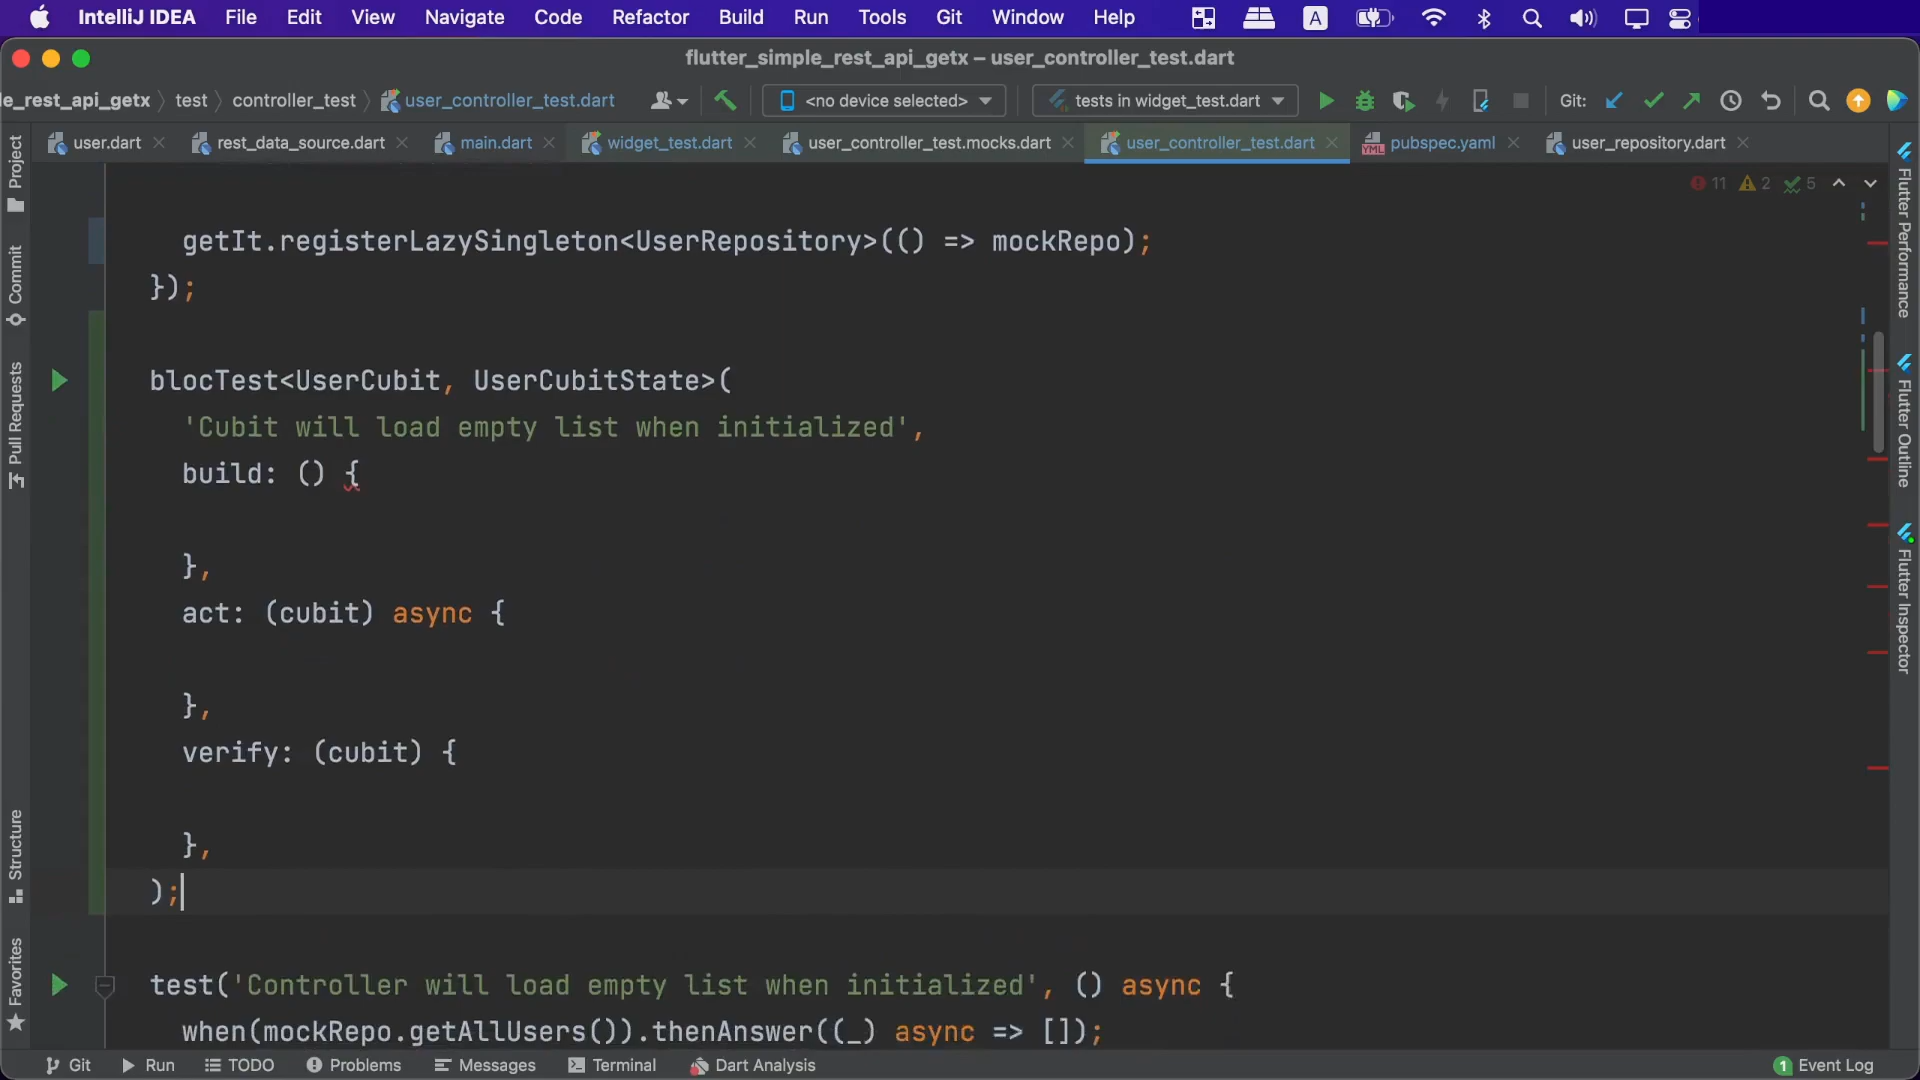 IntelliJ IDEA File Edit View Navigate Code Refactor Build Run Tools Git Window Help A
flutter_simple_rest_api_getx – user_controller_test.dart
le_rest_api_getx test controller_test user_controller_test.dart <no device selected> tests in widget_test.dart Git:
user.dart rest_data_source.dart main.dart widget_test.dart user_controller_test.mocks.dart user_controller_test.dart YML pubspec.yaml user_repository.dart
11 2 5
Project
Commit
Pull Requests
Structure
Favorites
getIt.registerLazySingleton<UserRepository>(() => mockRepo);
});
blocTest<UserCubit, UserCubitState>(
'Cubit will load empty list when initialized',
build: () {
},
act: (cubit) async {
},
verify: (cubit) {
},
);
test('Controller will load empty list when initialized', () async {
when(mockRepo.getAllUsers()).thenAnswer((_) async => []);
Flutter Performance
Flutter Outline
Flutter Inspector
Git Run TODO Problems Messages Terminal Dart Analysis 1 Event Log